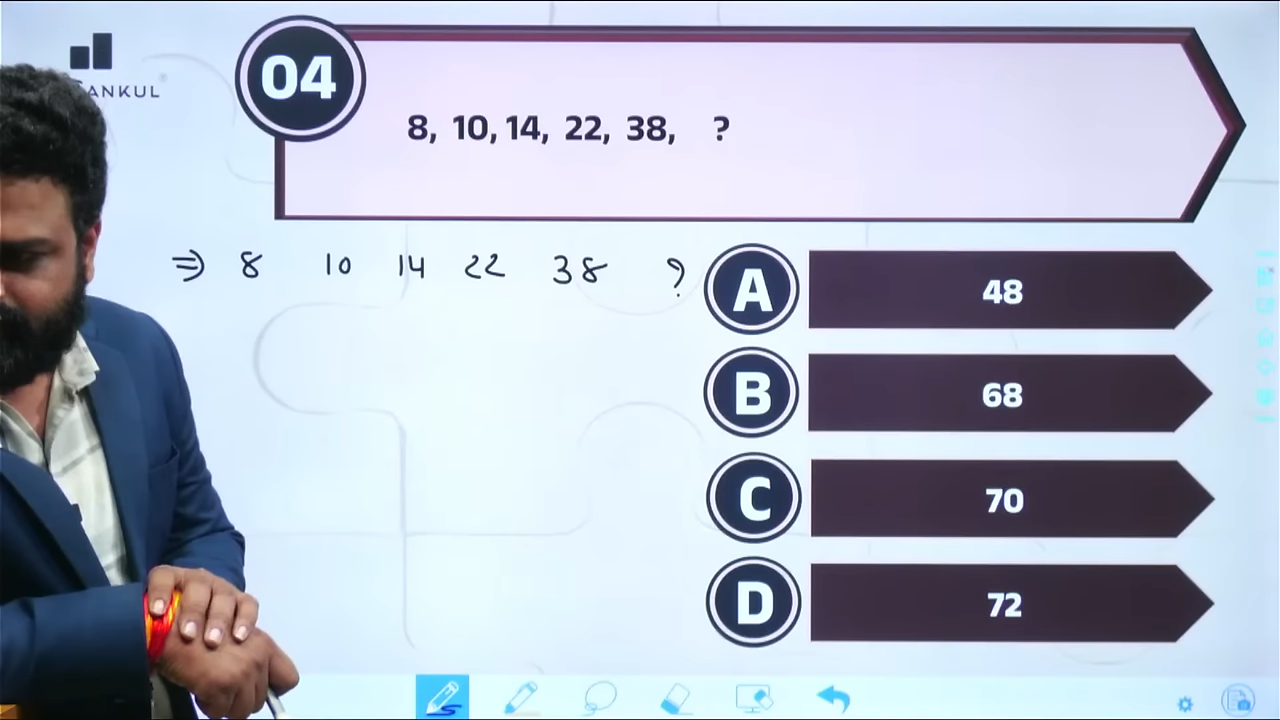 ANKUL
04
8, 10, 14, 22, 38, ?
⇒ 8 10 14 22 38 ?
A 48
B 68
C 70
D 72